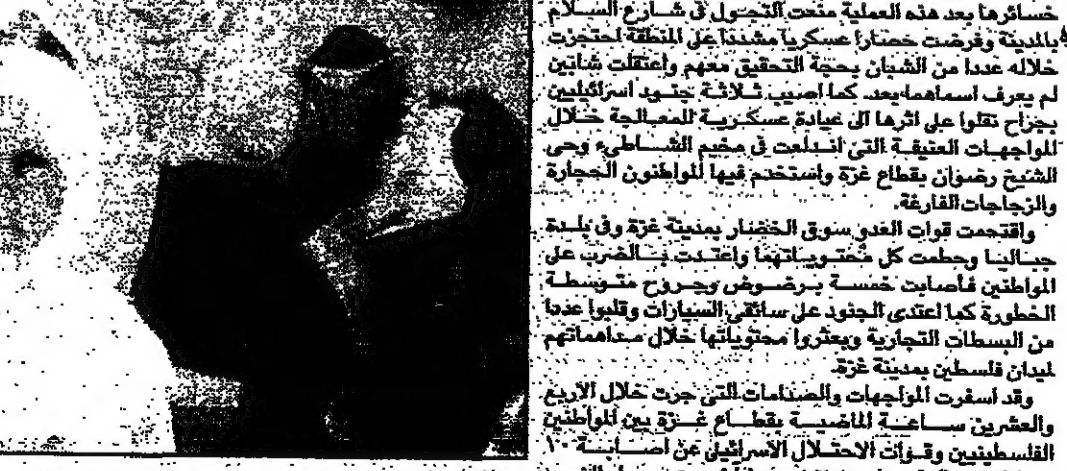 خسائرها بعد هذه العملية منعت التجول في شارع السلام
بالمدينة وفرضت حصارا عسكريا مشددا على المنطقة احتجزت
خلاله عددا من الشبان بحجة التحقيق معهم واعتقلت شابين
لم يعرف اسماهما بعد. كما اصيب ثلاثة جنود اسرائيليين
بجراح نقلوا على اثرها الى عيادة عسكرية للمعالجة خلال
المواجهات العنيفة التي اندلعت في مخيم الشاطىء وحي
الشيخ رضوان بقطاع غزة واستخدم فيها المواطنون الحجارة
والزجاجات الفارغة.
واقتحمت قوات العدو سوق الخضار بمدينة غزة وفي بلدة
جباليا وحطمت كل محتوياتهما واعتدت بالضرب على
المواطنين فأصابت خمسة برضوض وجروح متوسطة
الخطورة كما اعتدى الجنود على سائقي السيارات وقلبوا عددا
من البسطات التجارية وبعثروا محتوياتها خلال مداهماتهم
لميدان فلسطين بمدينة غزة.
وقد اسفرت المواجهات والصدامات التي جرت خلال الاربع
والعشرين ساعة الماضية بقطاع غزة بين المواطنين
الفلسطينيين وقوات الاحتلال الاسرائيلي عن اصابة ١٠